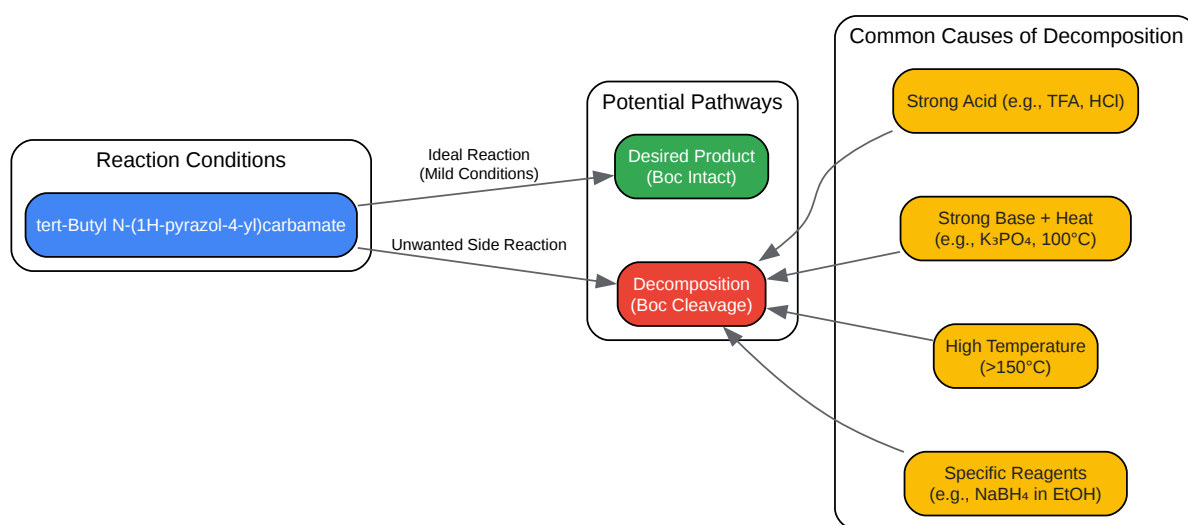 Reaction Conditions
tert-Butyl N-(1H-pyrazol-4-yl)carbamate
Ideal Reaction
(Mild Conditions)
Unwanted Side Reaction
Potential Pathways
Desired Product
(Boc Intact)
Decomposition
(Boc Cleavage)
Common Causes of Decomposition
Strong Acid (e.g., TFA, HCl)
Strong Base + Heat
(e.g., K₃PO₄, 100°C)
High Temperature
(>150°C)
Specific Reagents
(e.g., NaBH₄ in EtOH)